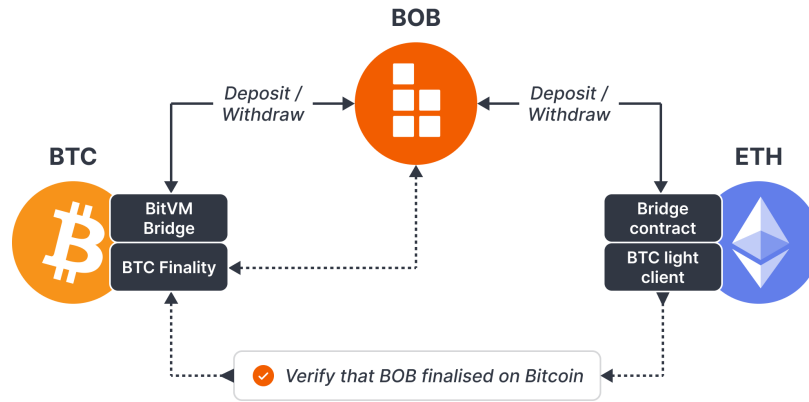 BOB
Deposit /
Withdraw
Deposit /
Withdraw
BTC
ETH
BitVM
Bridge
Bridge
contract
BTC Finality
BTC light
client
Verify that BOB finalised on Bitcoin